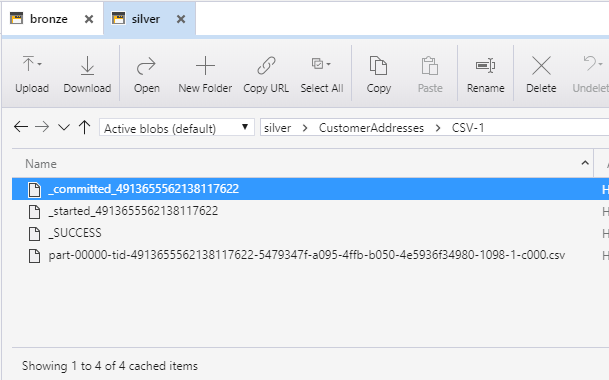 bronze
silver
Upload
Download
Open
New Folder
Copy URL
Select All
Copy
Paste
Rename
Delete
Undelet
Active blobs (default)
silver
CustomerAddresses
CSV-1
Name
A
_committed_4913655562138117622
H
_started_4913655562138117622
H
_SUCCESS
H
part-00000-tid-4913655562138117622-5479347f-a095-4ffb-b050-4e5936f34980-1098-1-c000.csv
H
Showing 1 to 4 of 4 cached items